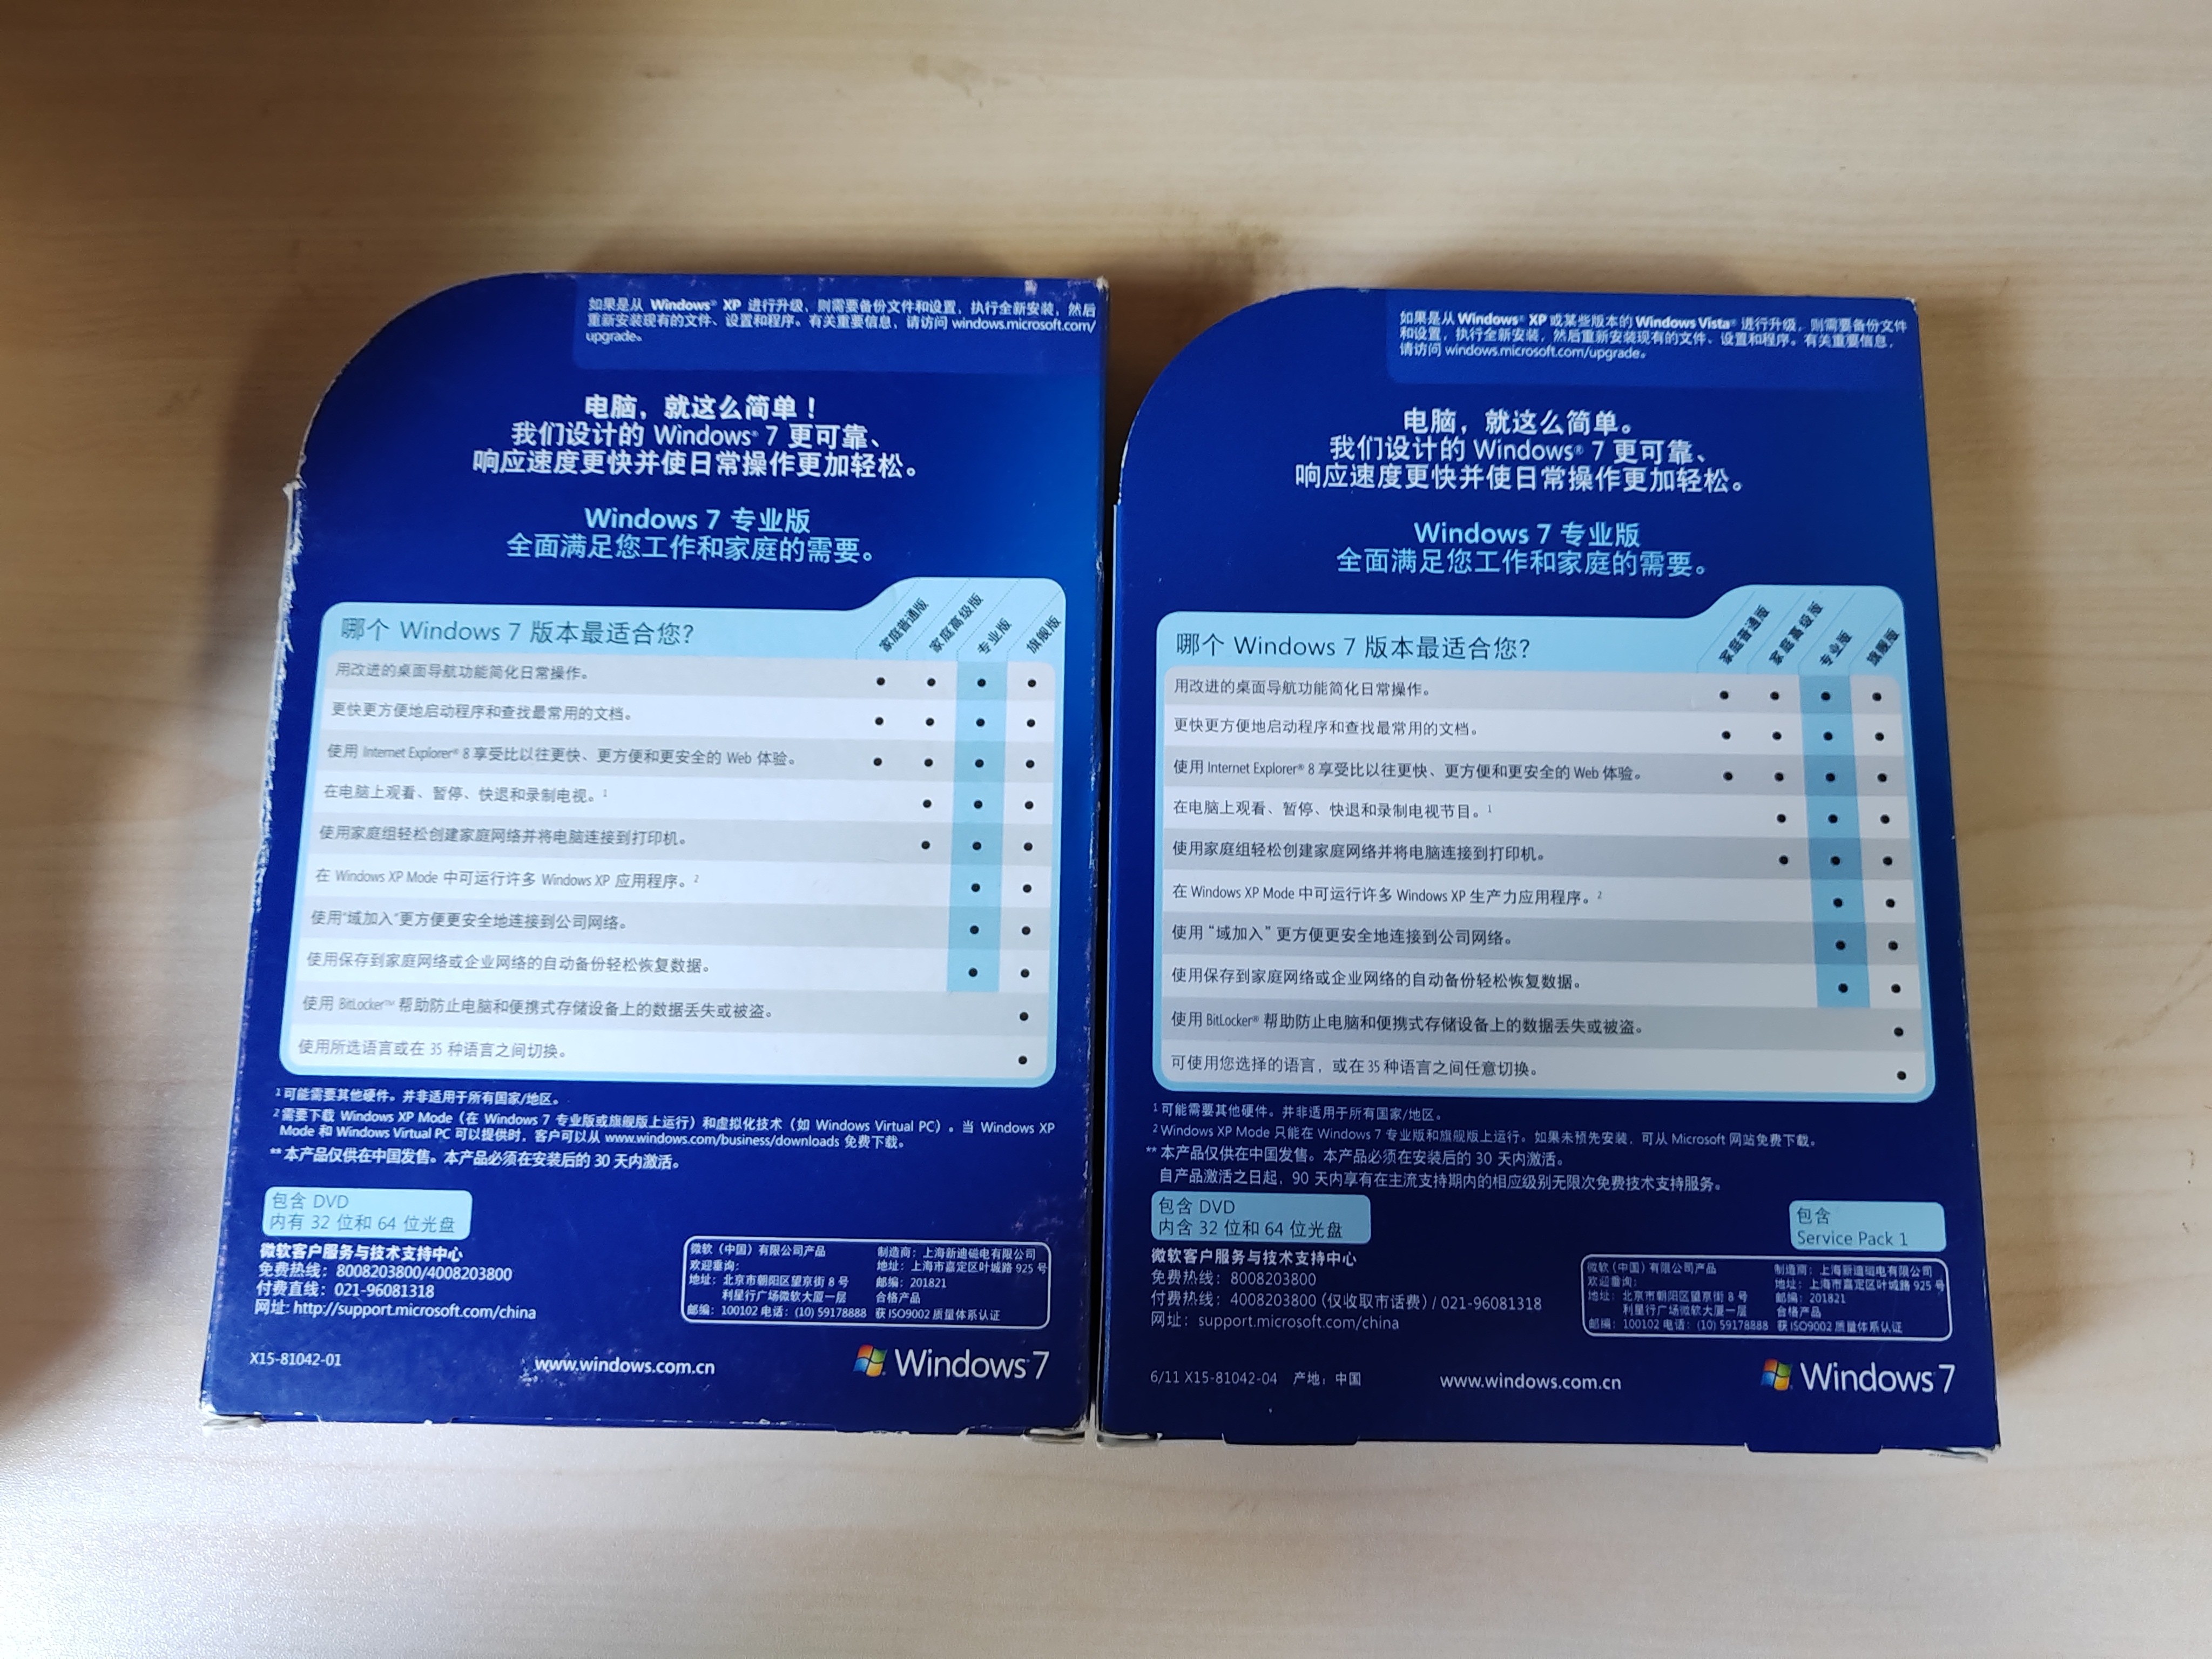 如果是从 Windows® XP 进行升级，则需要备份文件和设置，执行全新安装，然后
重新安装现有的文件、设置和程序。有关重要信息，请访问 windows.microsoft.com/
upgrade。
电脑，就这么简单！
我们设计的 Windows® 7 更可靠、
响应速度更快并使日常操作更加轻松。
Windows 7 专业版
全面满足您工作和家庭的需要。
哪个 Windows 7 版本最适合您？
家庭普通版 家庭高级版 专业版 旗舰版
用改进的桌面导航功能简化日常操作。 ● ● ● ●
更快更方便地启动程序和查找最常用的文档。 ● ● ● ●
使用 Internet Explorer® 8 享受比以往更快、更方便和更安全的 Web 体验。 ● ● ● ●
在电脑上观看、暂停、快退和录制电视。¹ ● ● ●
使用家庭组轻松创建家庭网络并将电脑连接到打印机。 ● ● ●
在 Windows XP Mode 中可运行许多 Windows XP 应用程序。² ● ●
使用“域加入”更方便更安全地连接到公司网络。 ● ●
使用保存到家庭网络或企业网络的自动备份轻松恢复数据。 ● ●
使用 BitLocker™ 帮助防止电脑和便携式存储设备上的数据丢失或被盗。 ●
使用所选语言或在 35 种语言之间切换。 ●
¹ 可能需要其他硬件。并非适用于所有国家/地区。
² 需要下载 Windows XP Mode（在 Windows 7 专业版或旗舰版上运行）和虚拟化技术（如 Windows Virtual PC）。当 Windows XP
Mode 和 Windows Virtual PC 可以提供时，客户可以从 www.windows.com/business/downloads 免费下载。
** 本产品仅供在中国发售。本产品必须在安装后的 30 天内激活。
包含 DVD
内有 32 位和 64 位光盘
微软客户服务与技术支持中心
免费热线：8008203800/4008203800
付费直线：021-96081318
网址：http://support.microsoft.com/china
微软（中国）有限公司产品
欢迎垂询：
地址：北京市朝阳区望京街 8 号
利星行广场微软大厦一层
邮编：100102 电话：(10) 59178888
制造商：上海新迪磁电有限公司
地址：上海市嘉定区叶城路 925 号
邮编：201821
合格产品
获 ISO9002 质量体系认证
X15-81042-01
www.windows.com.cn
Windows 7
如果是从 Windows® XP 或某些版本的 Windows Vista® 进行升级，则需要备份文件
和设置，执行全新安装，然后重新安装现有的文件、设置和程序。有关重要信息，
请访问 windows.microsoft.com/upgrade。
电脑，就这么简单。
我们设计的 Windows® 7 更可靠、
响应速度更快并使日常操作更加轻松。
Windows 7 专业版
全面满足您工作和家庭的需要。
哪个 Windows 7 版本最适合您？
家庭普通版 家庭高级版 专业版 旗舰版
用改进的桌面导航功能简化日常操作。 ● ● ● ●
更快更方便地启动程序和查找最常用的文档。 ● ● ● ●
使用 Internet Explorer® 8 享受比以往更快、更方便和更安全的 Web 体验。 ● ● ● ●
在电脑上观看、暂停、快退和录制电视节目。¹ ● ● ●
使用家庭组轻松创建家庭网络并将电脑连接到打印机。 ● ● ●
在 Windows XP Mode 中可运行许多 Windows XP 生产力应用程序。² ● ●
使用“域加入”更方便更安全地连接到公司网络。 ● ●
使用保存到家庭网络或企业网络的自动备份轻松恢复数据。 ● ●
使用 BitLocker® 帮助防止电脑和便携式存储设备上的数据丢失或被盗。 ●
可使用您选择的语言，或在 35 种语言之间任意切换。 ●
¹ 可能需要其他硬件。并非适用于所有国家/地区。
² Windows XP Mode 只能在 Windows 7 专业版和旗舰版上运行。如果未预先安装，可从 Microsoft 网站免费下载。
** 本产品仅供在中国发售。本产品必须在安装后的 30 天内激活。
自产品激活之日起，90 天内享有在主流支持期内的相应级别无限次免费技术支持服务。
包含 DVD
内含 32 位和 64 位光盘
包含
Service Pack 1
微软客户服务与技术支持中心
免费热线：8008203800
付费热线：4008203800（仅收取市话费）/ 021-96081318
网址：support.microsoft.com/china
微软（中国）有限公司产品
欢迎垂询：
地址：北京市朝阳区望京街 8 号
利星行广场微软大厦一层
邮编：100102 电话：(10) 59178888
制造商：上海新迪磁电有限公司
地址：上海市嘉定区叶城路 925 号
邮编：201821
合格产品
获 ISO9002 质量体系认证
6/11 X15-81042-04 产地：中国
www.windows.com.cn
Windows 7